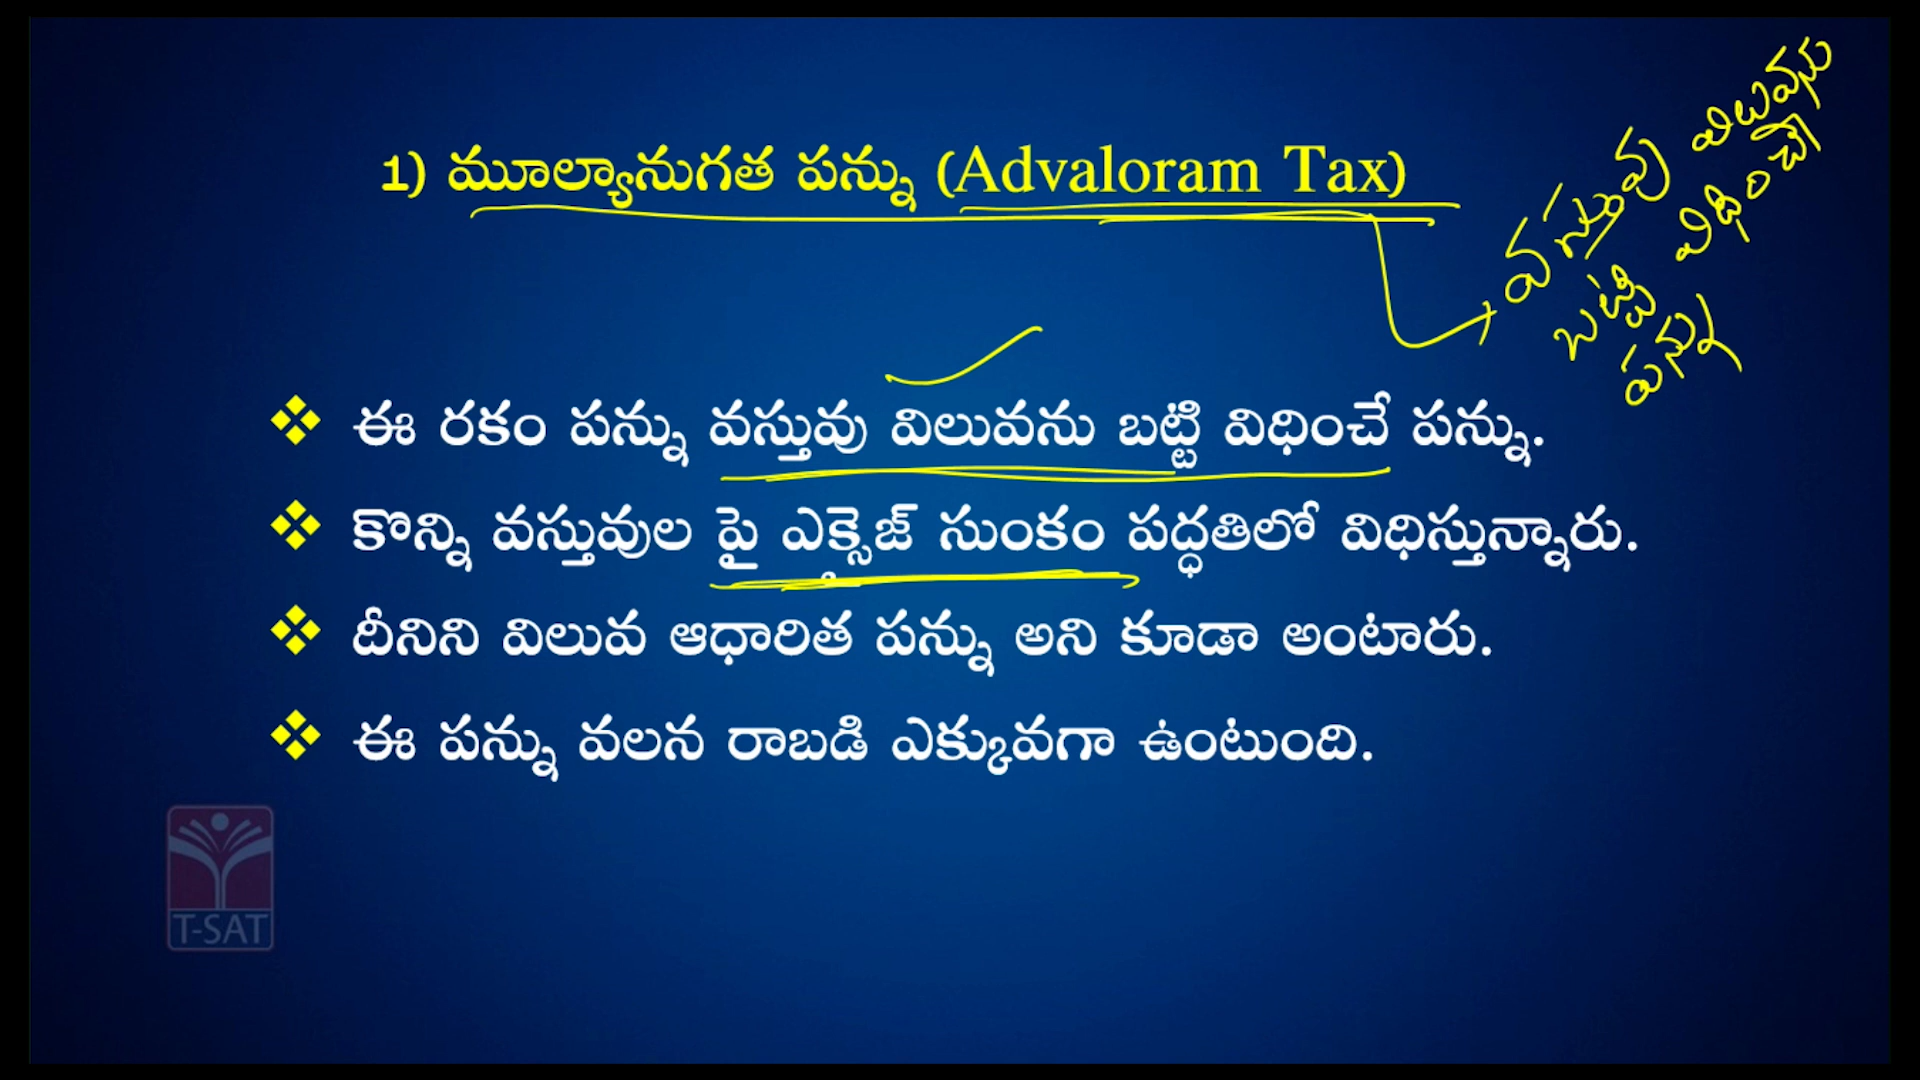 1) మూల్యానుగత పన్ను (Advaloram Tax)
వస్తువు విలువను
బట్టి విధించే
పన్ను
❖ ఈ రకం పన్ను వస్తువు విలువను బట్టి విధించే పన్ను.
❖ కొన్ని వస్తువుల పై ఎక్సైజ్ సుంకం పద్ధతిలో విధిస్తున్నారు.
❖ దీనిని విలువ ఆధారిత పన్ను అని కూడా అంటారు.
❖ ఈ పన్ను వలన రాబడి ఎక్కువగా ఉంటుంది.
T-SAT